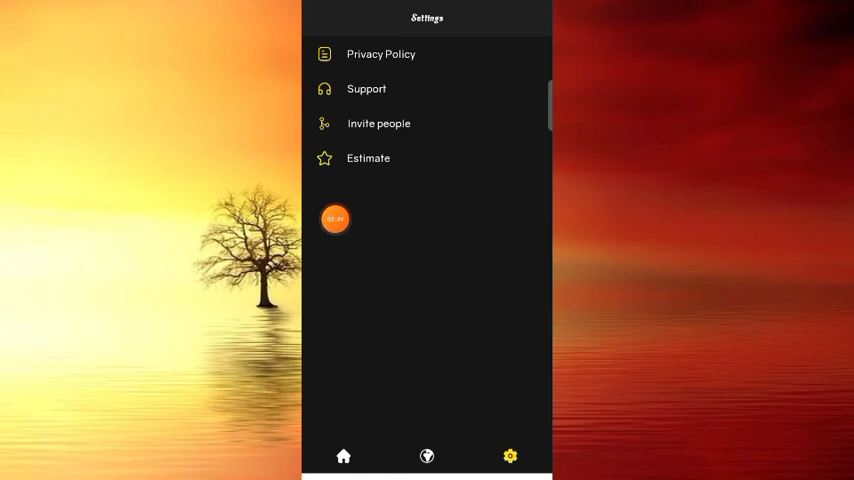 Settings
Privacy Policy
Support
Invite people
Estimate